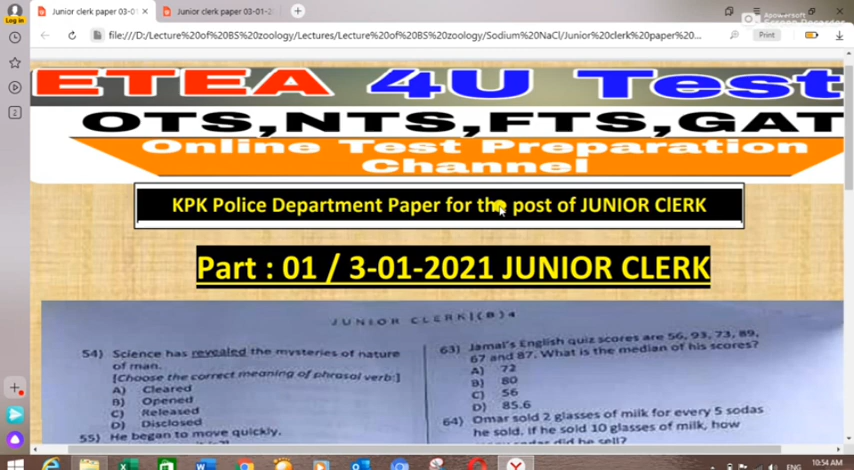 Log in
Junior clerk paper 03-01
Junior clerk paper 03-01-2
Apowersoft
Screen Recorder
file:///D:/Lecture%20of%20BS%20zoology/Lectures/Lecture%20of%20BS%20zoology/Sodium%20NaCl/Junior%20clerk%20paper%20...
Print
2
ETEA 4U Test
OTS,NTS,FTS,GAT
Online Test Preparation
Channel
KPK Police Department Paper for the post of JUNIOR ClERK
Part : 01 / 3-01-2021 JUNIOR CLERK
JUNIOR CLERK|(B) 4
54) Science has revealed the mysteries of nature
of man.
[Choose the correct meaning of phrasal verb:]
A) Cleared
B) Opened
C) Released
D) Disclosed
55) He began to move quickly.
63) Jamal's English quiz scores are 56, 93, 73, 89,
67 and 87. What is the median of his scores?
A) 72
B) 80
C) 56
D) 85.6
64) Omar sold 2 glasses of milk for every 5 sodas
he sold. If he sold 10 glasses of milk, how
sodas did he sell?
ENG
10:54 AM